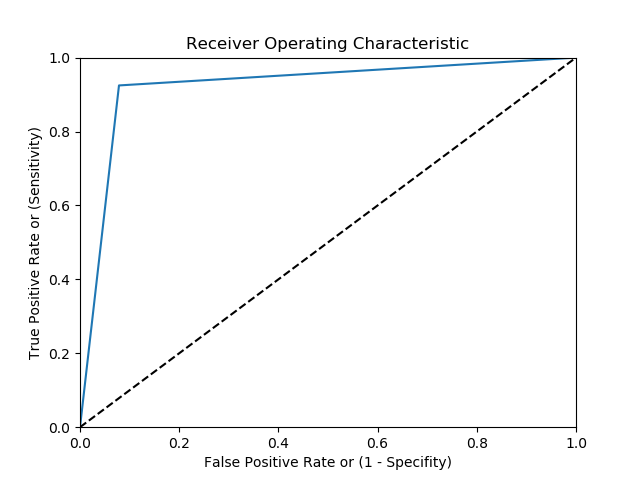 Receiver Operating Characteristic
1.0
0.8
0.6
0.4
0.2
0.0
True Positive Rate or (Sensitivity)
0.0 0.2 0.4 0.6 0.8 1.0
False Positive Rate or (1 - Specifity)